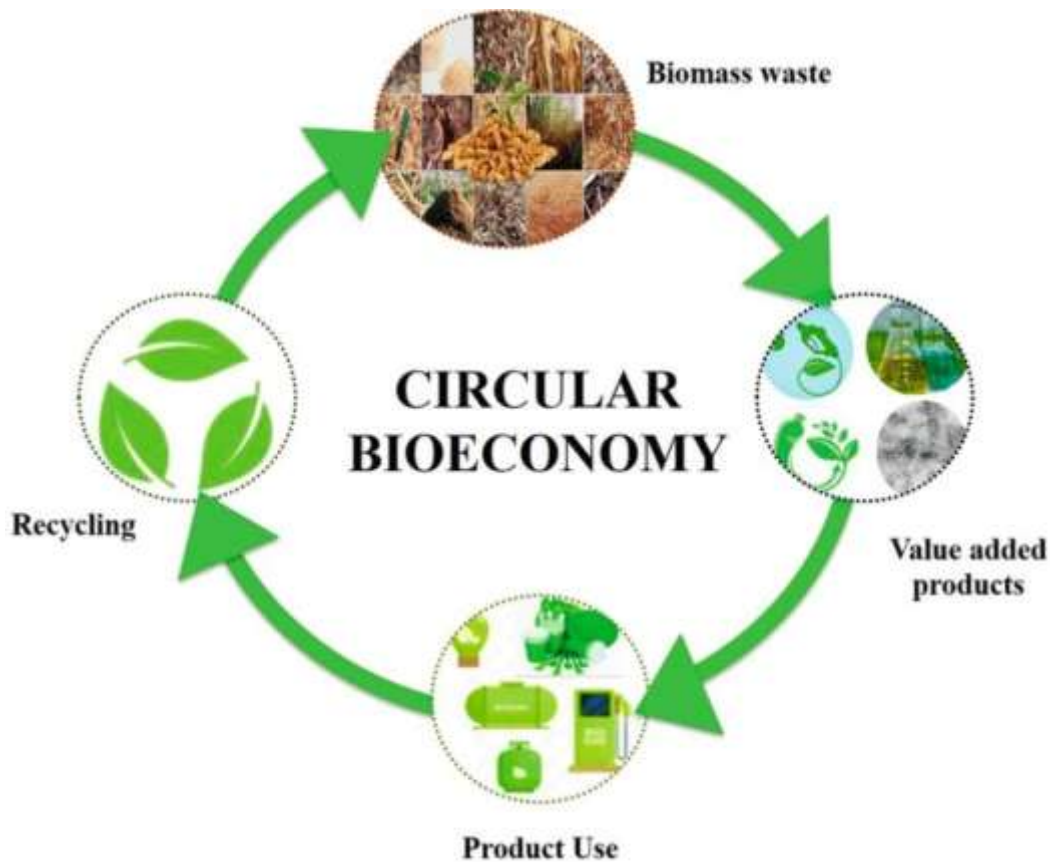 Biomass waste
CIRCULAR
BIOECONOMY
Recycling
Value added
products
Product Use